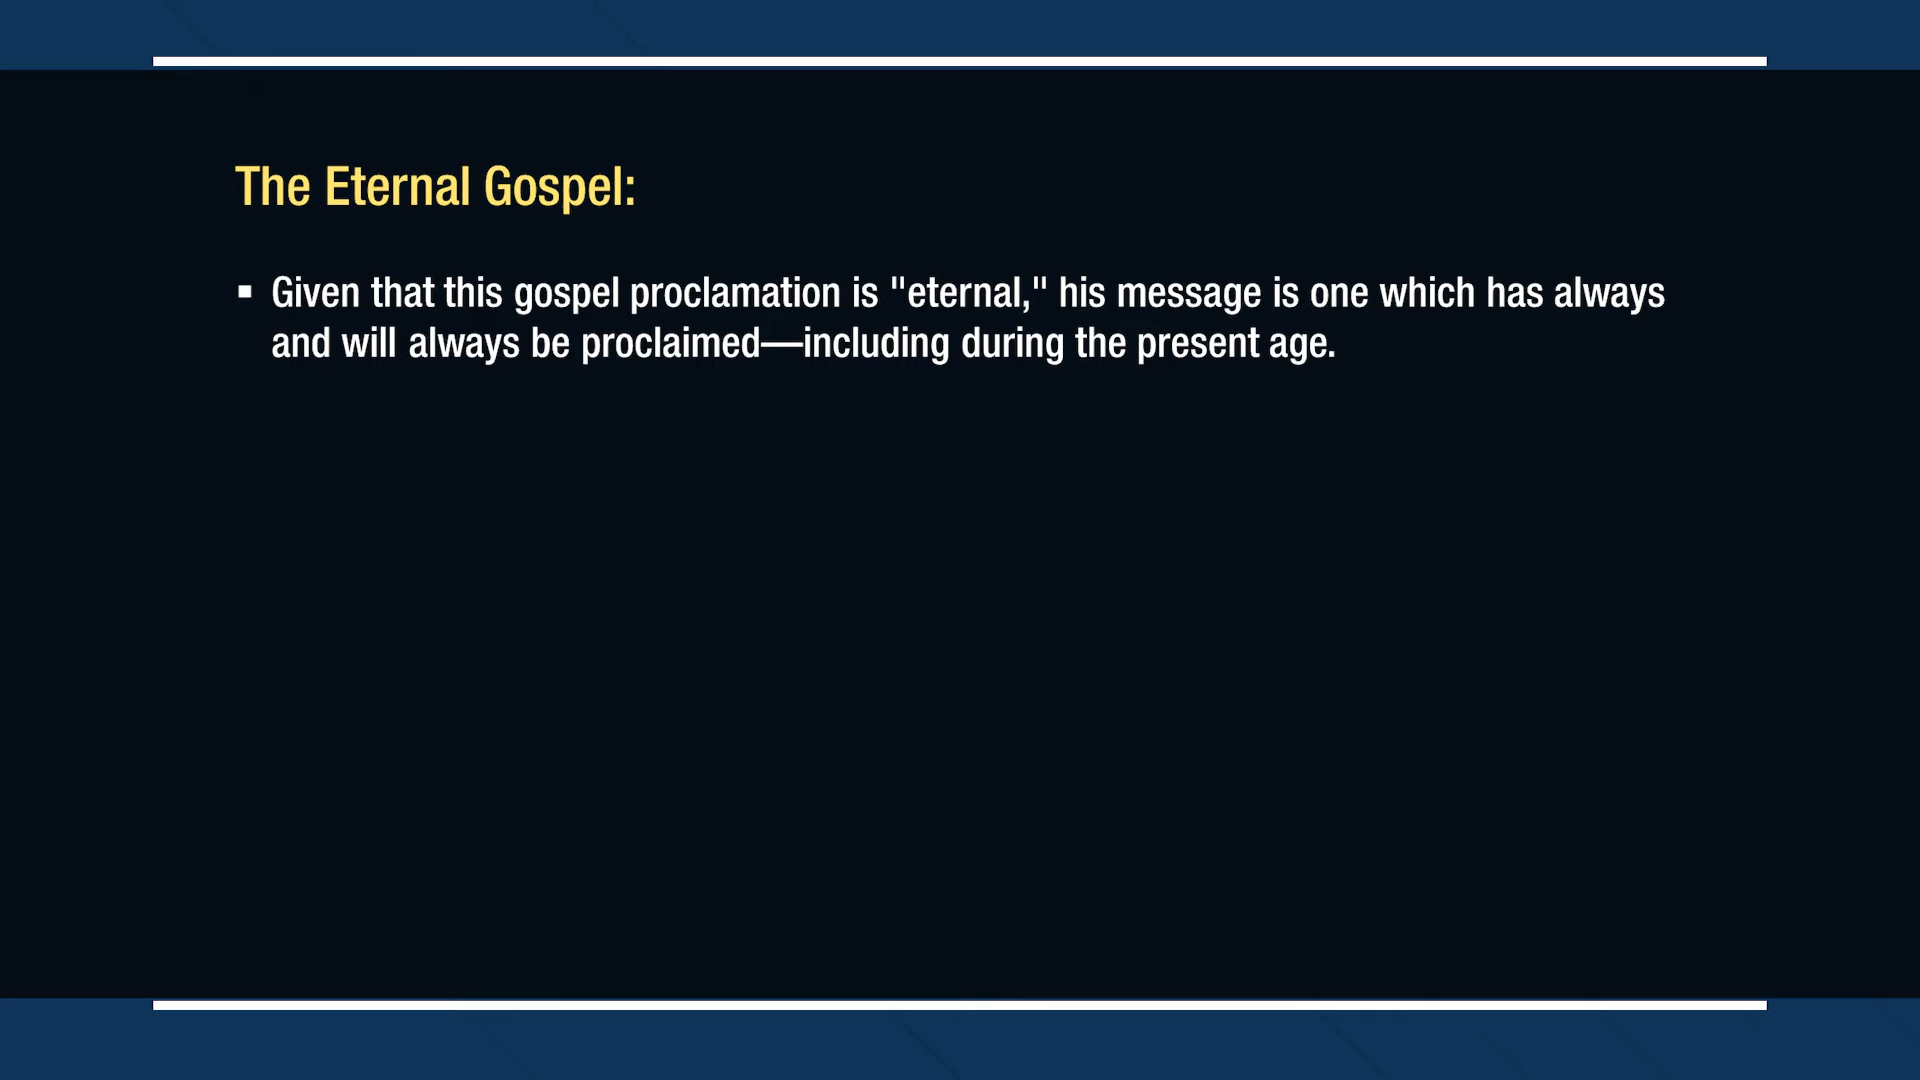 The Eternal Gospel:
▪ Given that this gospel proclamation is "eternal," his message is one which has always
and will always be proclaimed—including during the present age.